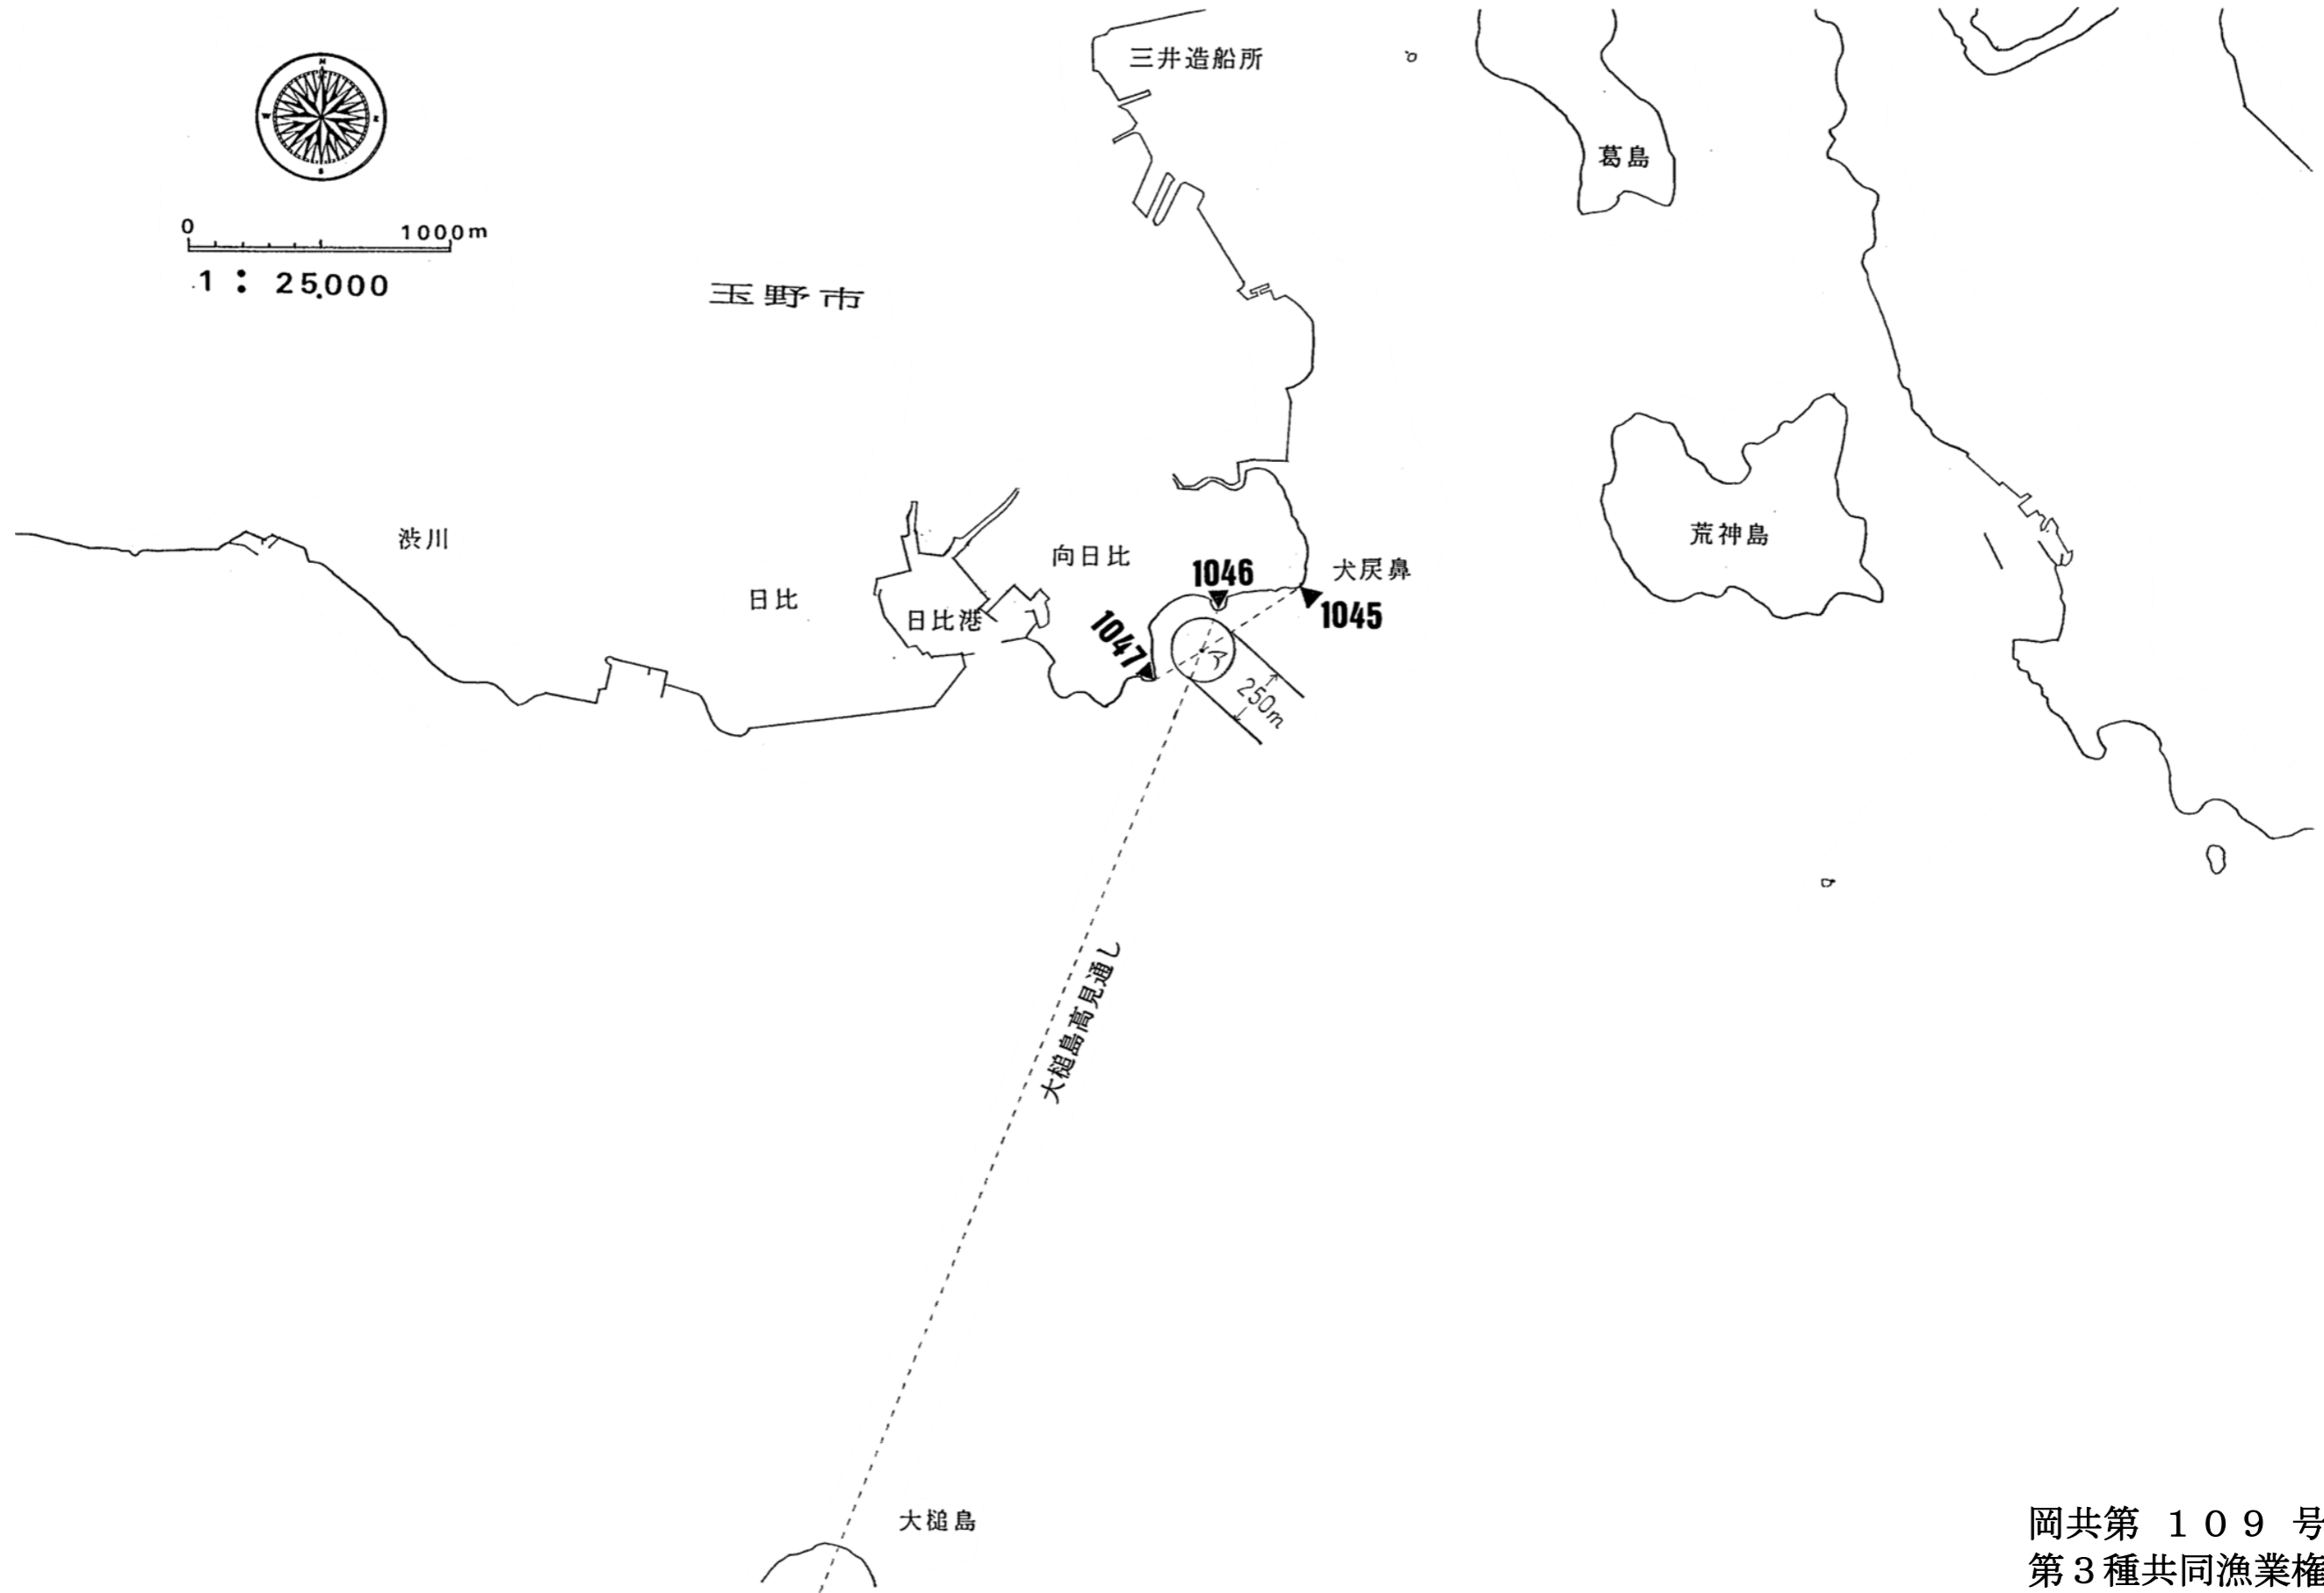 三井造船所
N
W
E
S
葛島
0 1000m
1 : 25,000
玉野市
渋川
向日比
犬戻鼻
荒神島
1046
日比
日比港
1045
1047
ア
250m
大槌島高見通し
大槌島
岡共第 109 号
第3種共同漁業権